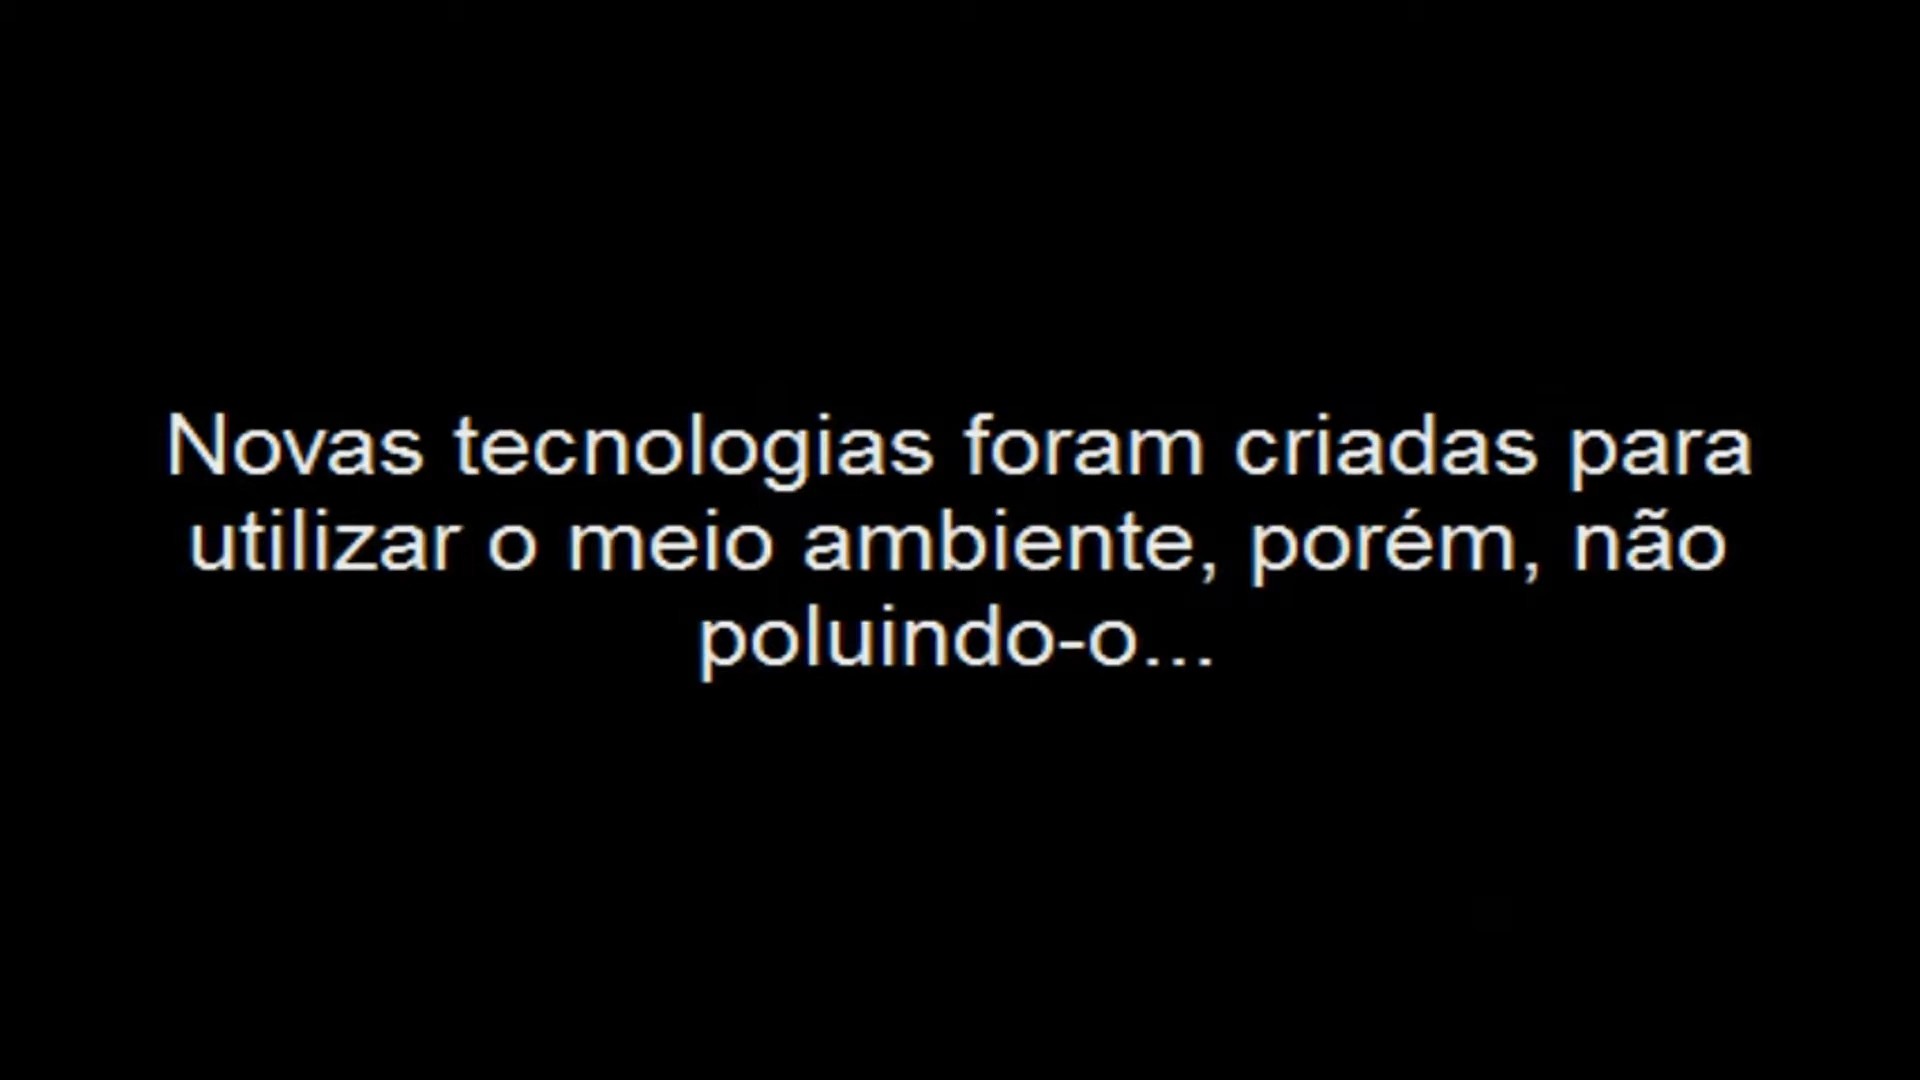 Novas tecnologias foram criadas para
utilizar o meio ambiente, porém, não
poluindo-o...